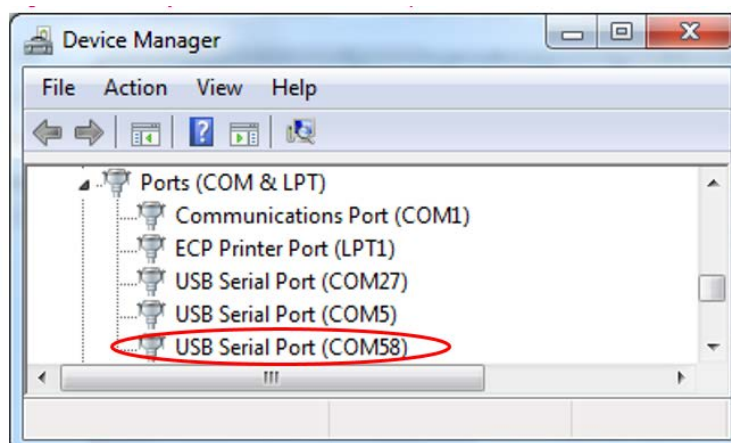 Device Manager
File Action View Help
Ports (COM & LPT)
Communications Port (COM1)
ECP Printer Port (LPT1)
USB Serial Port (COM27)
USB Serial Port (COM5)
USB Serial Port (COM58)